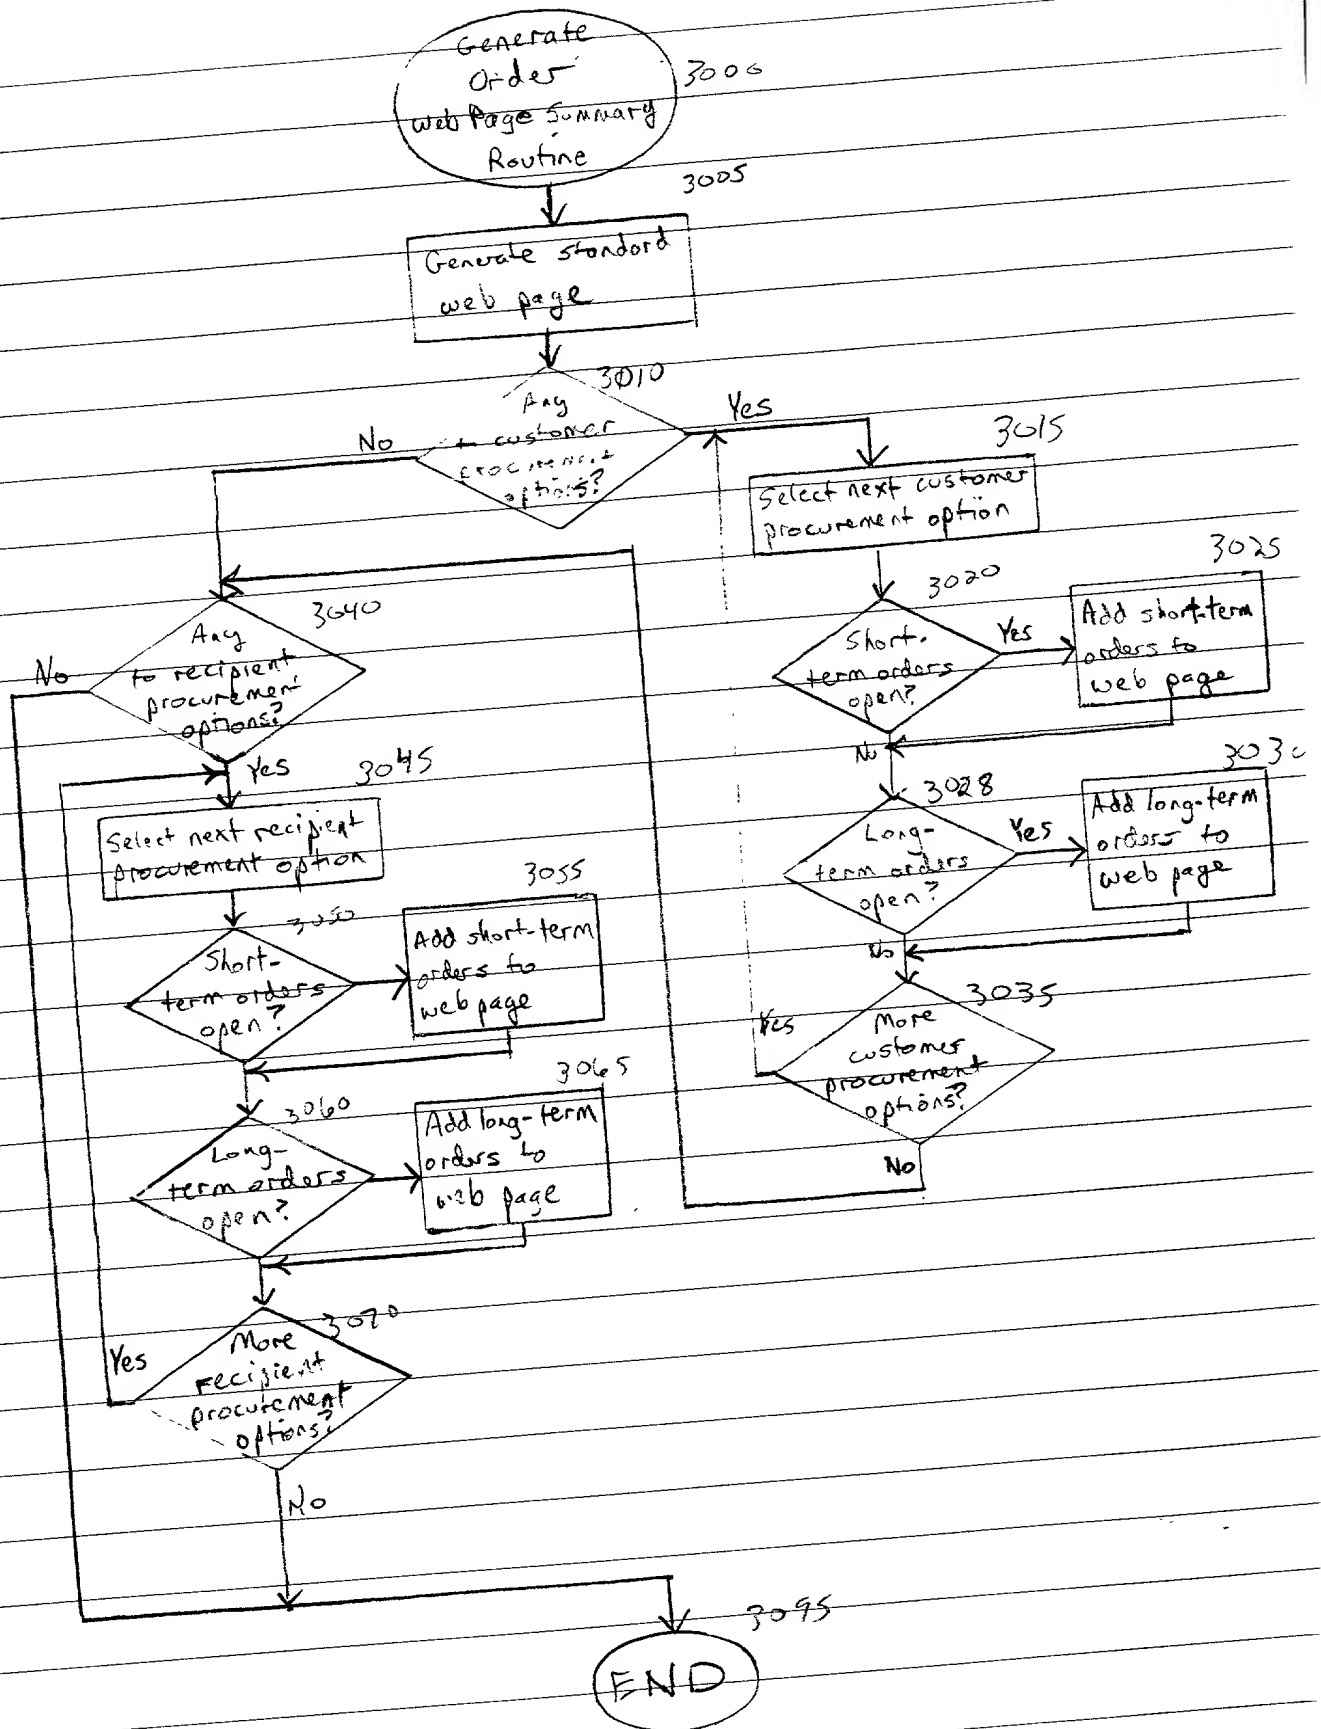 Generate
Order
web Page Summary
Routine
3000
3005
Generate standard
web page
3010
Any
to customer
procurement
options?
No
Yes
3015
Select next customer
procurement option
3020
Short-
term orders
open?
Yes
3025
Add short-term
orders to
web page
No
3028
Long-
term orders
open?
Yes
3030
Add long-term
orders to
web page
No
3035
More
customer
procurement
options?
Yes
No
3040
Any
to recipient
procurement
options?
No
Yes
3045
Select next recipient
procurement option
3050
Short-
term orders
open?
3055
Add short-term
orders to
web page
3060
Long-
term orders
open?
3065
Add long-term
orders to
web page
3070
More
recipient
procurement
options?
Yes
No
3095
END